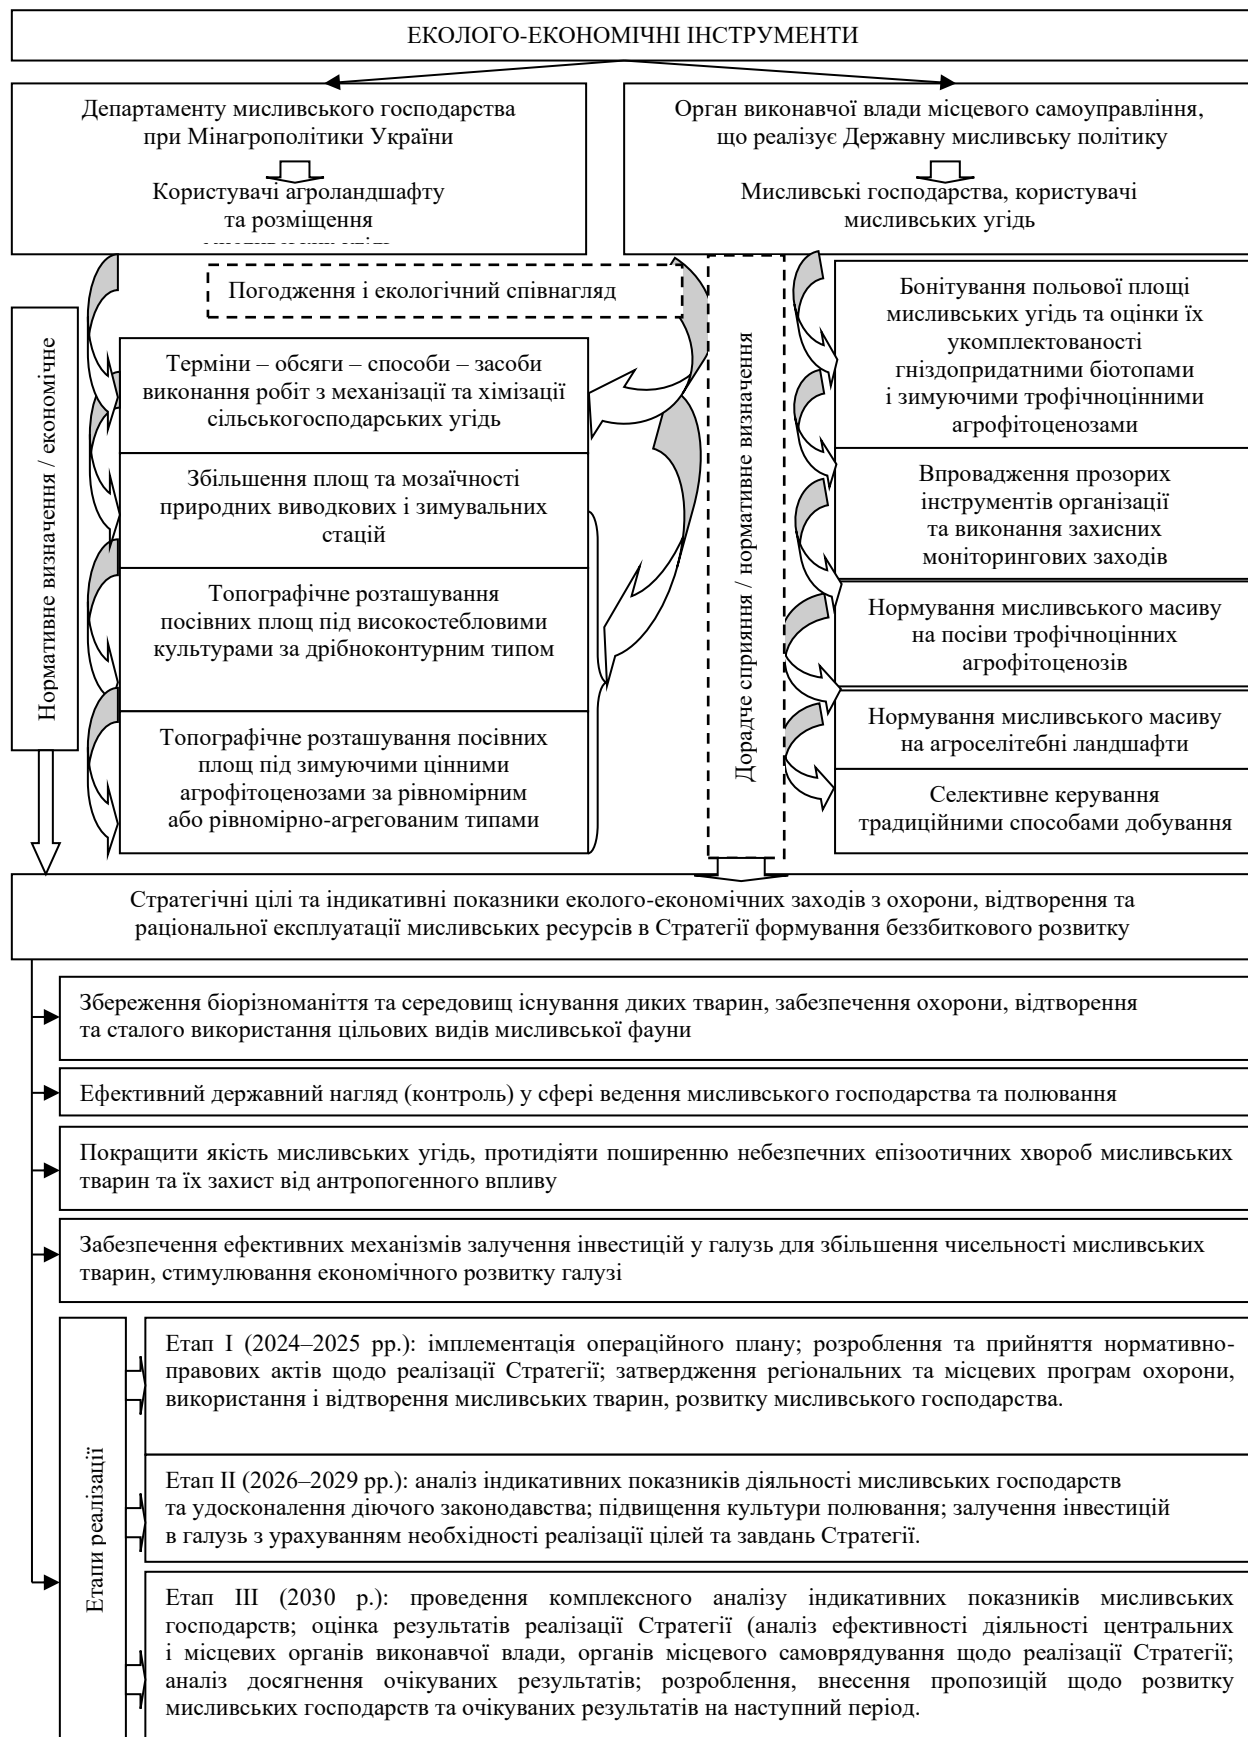 ЕКОЛОГО-ЕКОНОМІЧНІ ІНСТРУМЕНТИ
Департаменту мисливського господарства
при Мінагрополітики України
Користувачі агроландшафту
та розміщення
Орган виконавчої влади місцевого самоуправління,
що реалізує Державну мисливську політику
Мисливські господарства, користувачі
мисливських угідь
Погодження і екологічний співнагляд
Нормативне визначення / економічне
Терміни – обсяги – способи – засоби
виконання робіт з механізації та хімізації
сільськогосподарських угідь
Збільшення площ та мозаїчності
природних виводкових і зимувальних
стацій
Топографічне розташування
посівних площ під високостебловими
культурами за дрібноконтурним типом
Топографічне розташування посівних
площ під зимуючими цінними
агрофітоценозами за рівномірним
або рівномірно-агрегованим типами
Дорадче сприяння / нормативне визначення
Бонітування польової площі
мисливських угідь та оцінки їх
укомплектованості
гніздопридатними біотопами
і зимуючими трофічноцінними
агрофітоценозами
Впровадження прозорих
інструментів організації
та виконання захисних
моніторингових заходів
Нормування мисливського масиву
на посіви трофічноцінних
агрофітоценозів
Нормування мисливського масиву
на агроселітебні ландшафти
Селективне керування
традиційними способами добування
Стратегічні цілі та індикативні показники еколого-економічних заходів з охорони, відтворення та
раціональної експлуатації мисливських ресурсів в Стратегії формування беззбиткового розвитку
Збереження біорізноманіття та середовищ існування диких тварин, забезпечення охорони, відтворення
та сталого використання цільових видів мисливської фауни
Ефективний державний нагляд (контроль) у сфері ведення мисливського господарства та полювання
Покращити якість мисливських угідь, протидіяти поширенню небезпечних епізоотичних хвороб мисливських
тварин та їх захист від антропогенного впливу
Забезпечення ефективних механізмів залучення інвестицій у галузь для збільшення чисельності мисливських
тварин, стимулювання економічного розвитку галузі
Етапи реалізації
Етап І (2024–2025 рр.): імплементація операційного плану; розроблення та прийняття нормативно-
правових актів щодо реалізації Стратегії; затвердження регіональних та місцевих програм охорони,
використання і відтворення мисливських тварин, розвитку мисливського господарства.
Етап ІІ (2026–2029 рр.): аналіз індикативних показників діяльності мисливських господарств
та удосконалення діючого законодавства; підвищення культури полювання; залучення інвестицій
в галузь з урахуванням необхідності реалізації цілей та завдань Стратегії.
Етап ІІІ (2030 р.): проведення комплексного аналізу індикативних показників мисливських
господарств; оцінка результатів реалізації Стратегії (аналіз ефективності діяльності центральних
і місцевих органів виконавчої влади, органів місцевого самоврядування щодо реалізації Стратегії;
аналіз досягнення очікуваних результатів; розроблення, внесення пропозицій щодо розвитку
мисливських господарств та очікуваних результатів на наступний період.